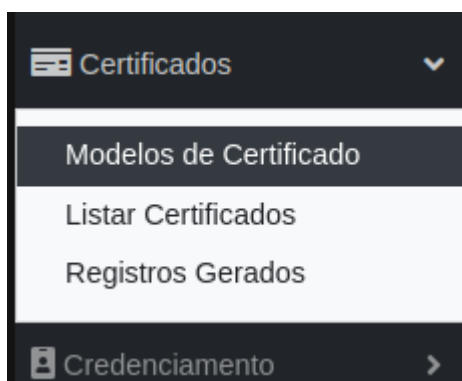 Certificados
Modelos de Certificado
Listar Certificados
Registros Gerados
Credenciamento